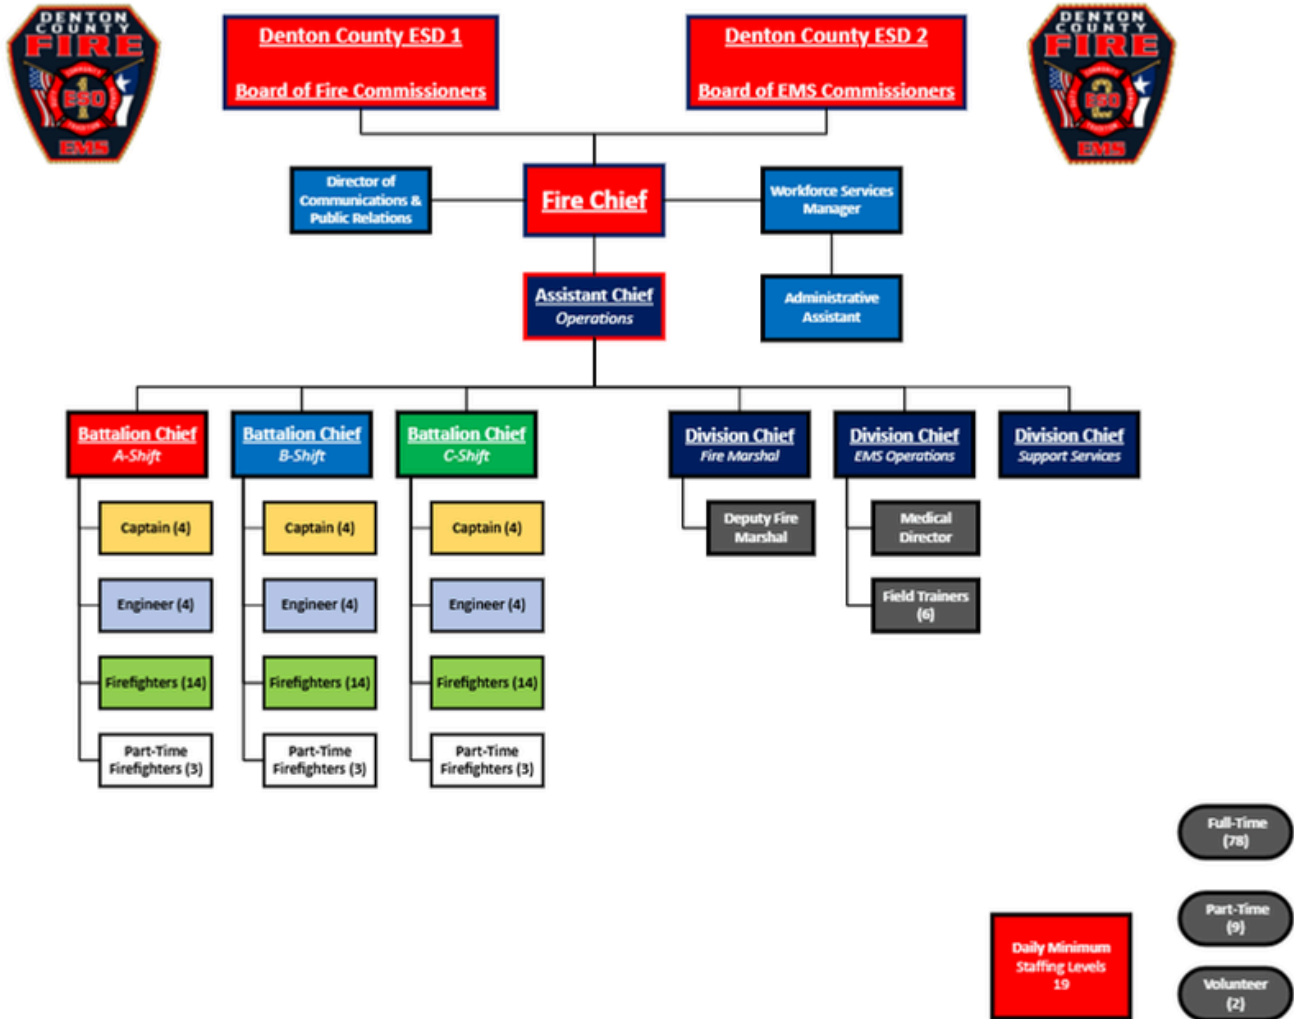 DENTON
COUNTY
FIRE
ESD
1
EMS
Denton County ESD 1
Board of Fire Commissioners
Denton County ESD 2
Board of EMS Commissioners
DENTON
COUNTY
FIRE
ESD
2
EMS
Director of
Communications &
Public Relations
Fire Chief
Workforce Services
Manager
Assistant Chief
Operations
Administrative
Assistant
Battalion Chief
A-Shift
Battalion Chief
B-Shift
Battalion Chief
C-Shift
Division Chief
Fire Marshal
Division Chief
EMS Operations
Division Chief
Support Services
Captain (4)
Captain (4)
Captain (4)
Deputy Fire
Marshal
Medical
Director
Engineer (4)
Engineer (4)
Engineer (4)
Field Trainers
(6)
Firefighters (14)
Firefighters (14)
Firefighters (14)
Part-Time
Firefighters (3)
Part-Time
Firefighters (3)
Part-Time
Firefighters (3)
Full-Time
(78)
Part-Time
(9)
Daily Minimum
Staffing Levels
19
Volunteer
(2)